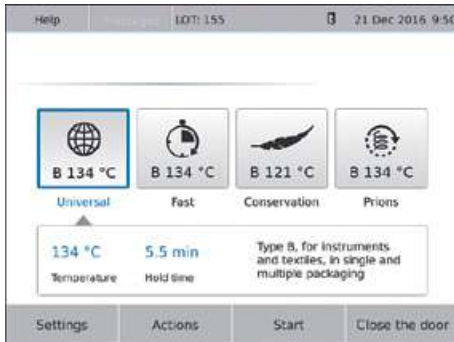 Help
Messages
LOT: 155
21 Dec 2016 9:50
B 134 °C
B 134 °C
B 121 °C
B 134 °C
Universal
Fast
Conservation
Prions
134 °C
5.5 min
Temperature
Hold time
Type B, for instruments
and textiles, in single and
multiple packaging
Settings
Actions
Start
Close the door